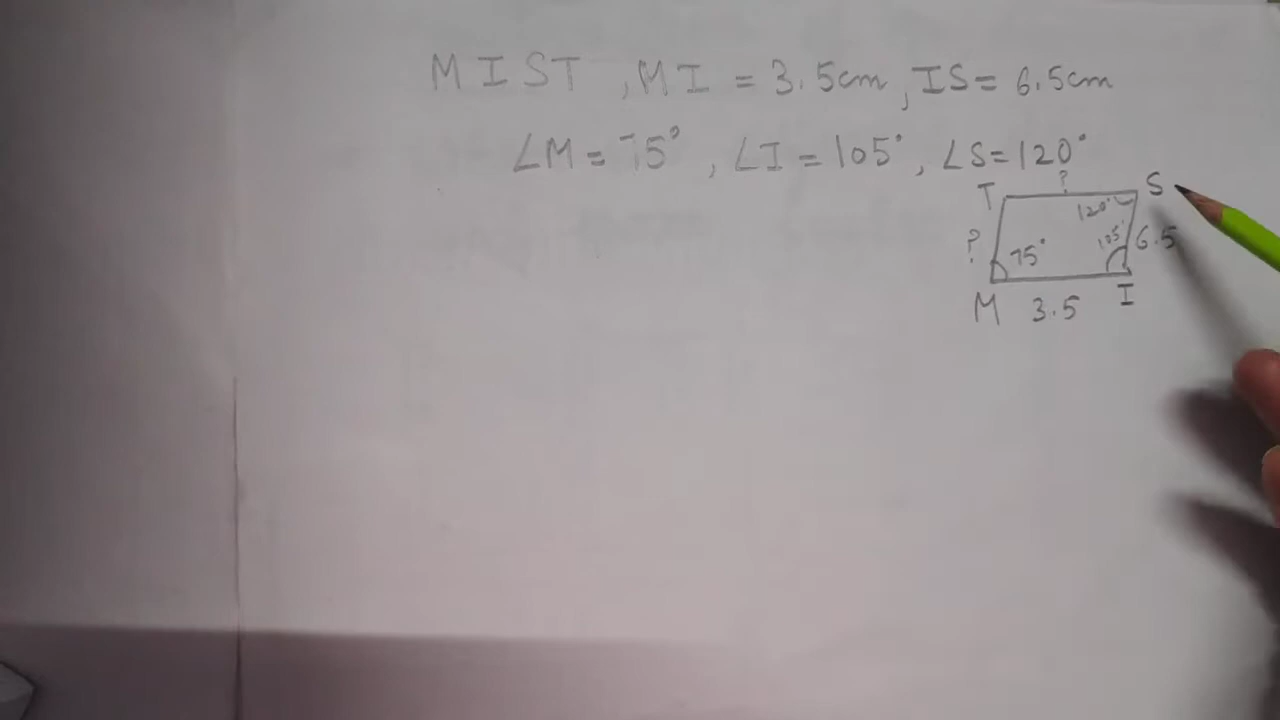 MIST, MI = 3.5cm, IS = 6.5cm
∠M = 75°, ∠I = 105°, ∠S = 120°
T ? S
120°
? 75° 105° 6.5
M 3.5 I